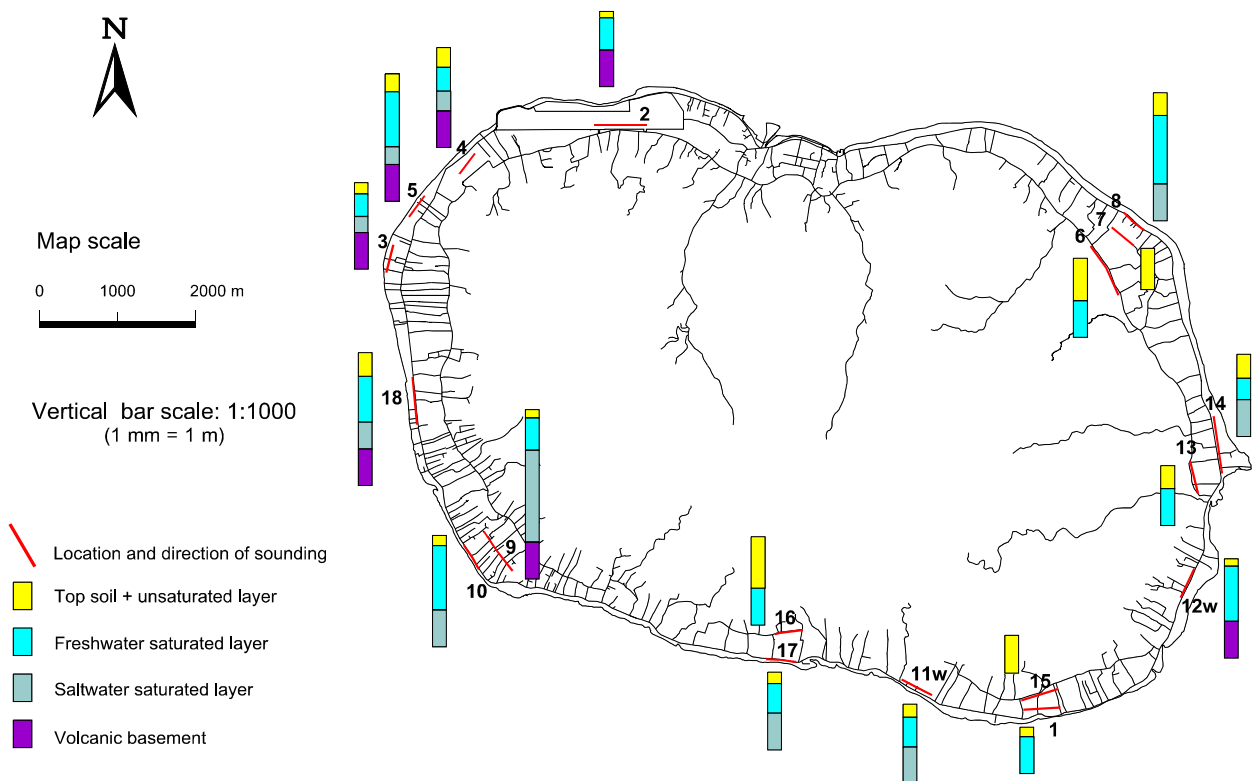 N
2
4
5
3
8
7
6
Map scale
0 1000 2000 m
18
14
13
Vertical bar scale: 1:1000
(1 mm = 1 m)
Location and direction of sounding
9
10
Top soil + unsaturated layer
12w
16
Freshwater saturated layer
17
11w
15
Saltwater saturated layer
1
Volcanic basement